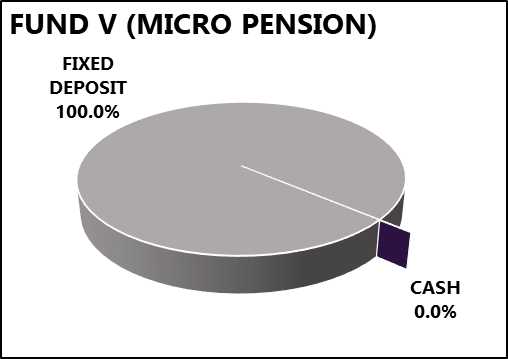 FUND V (MICRO PENSION)
FIXED
DEPOSIT
100.0%
CASH
0.0%